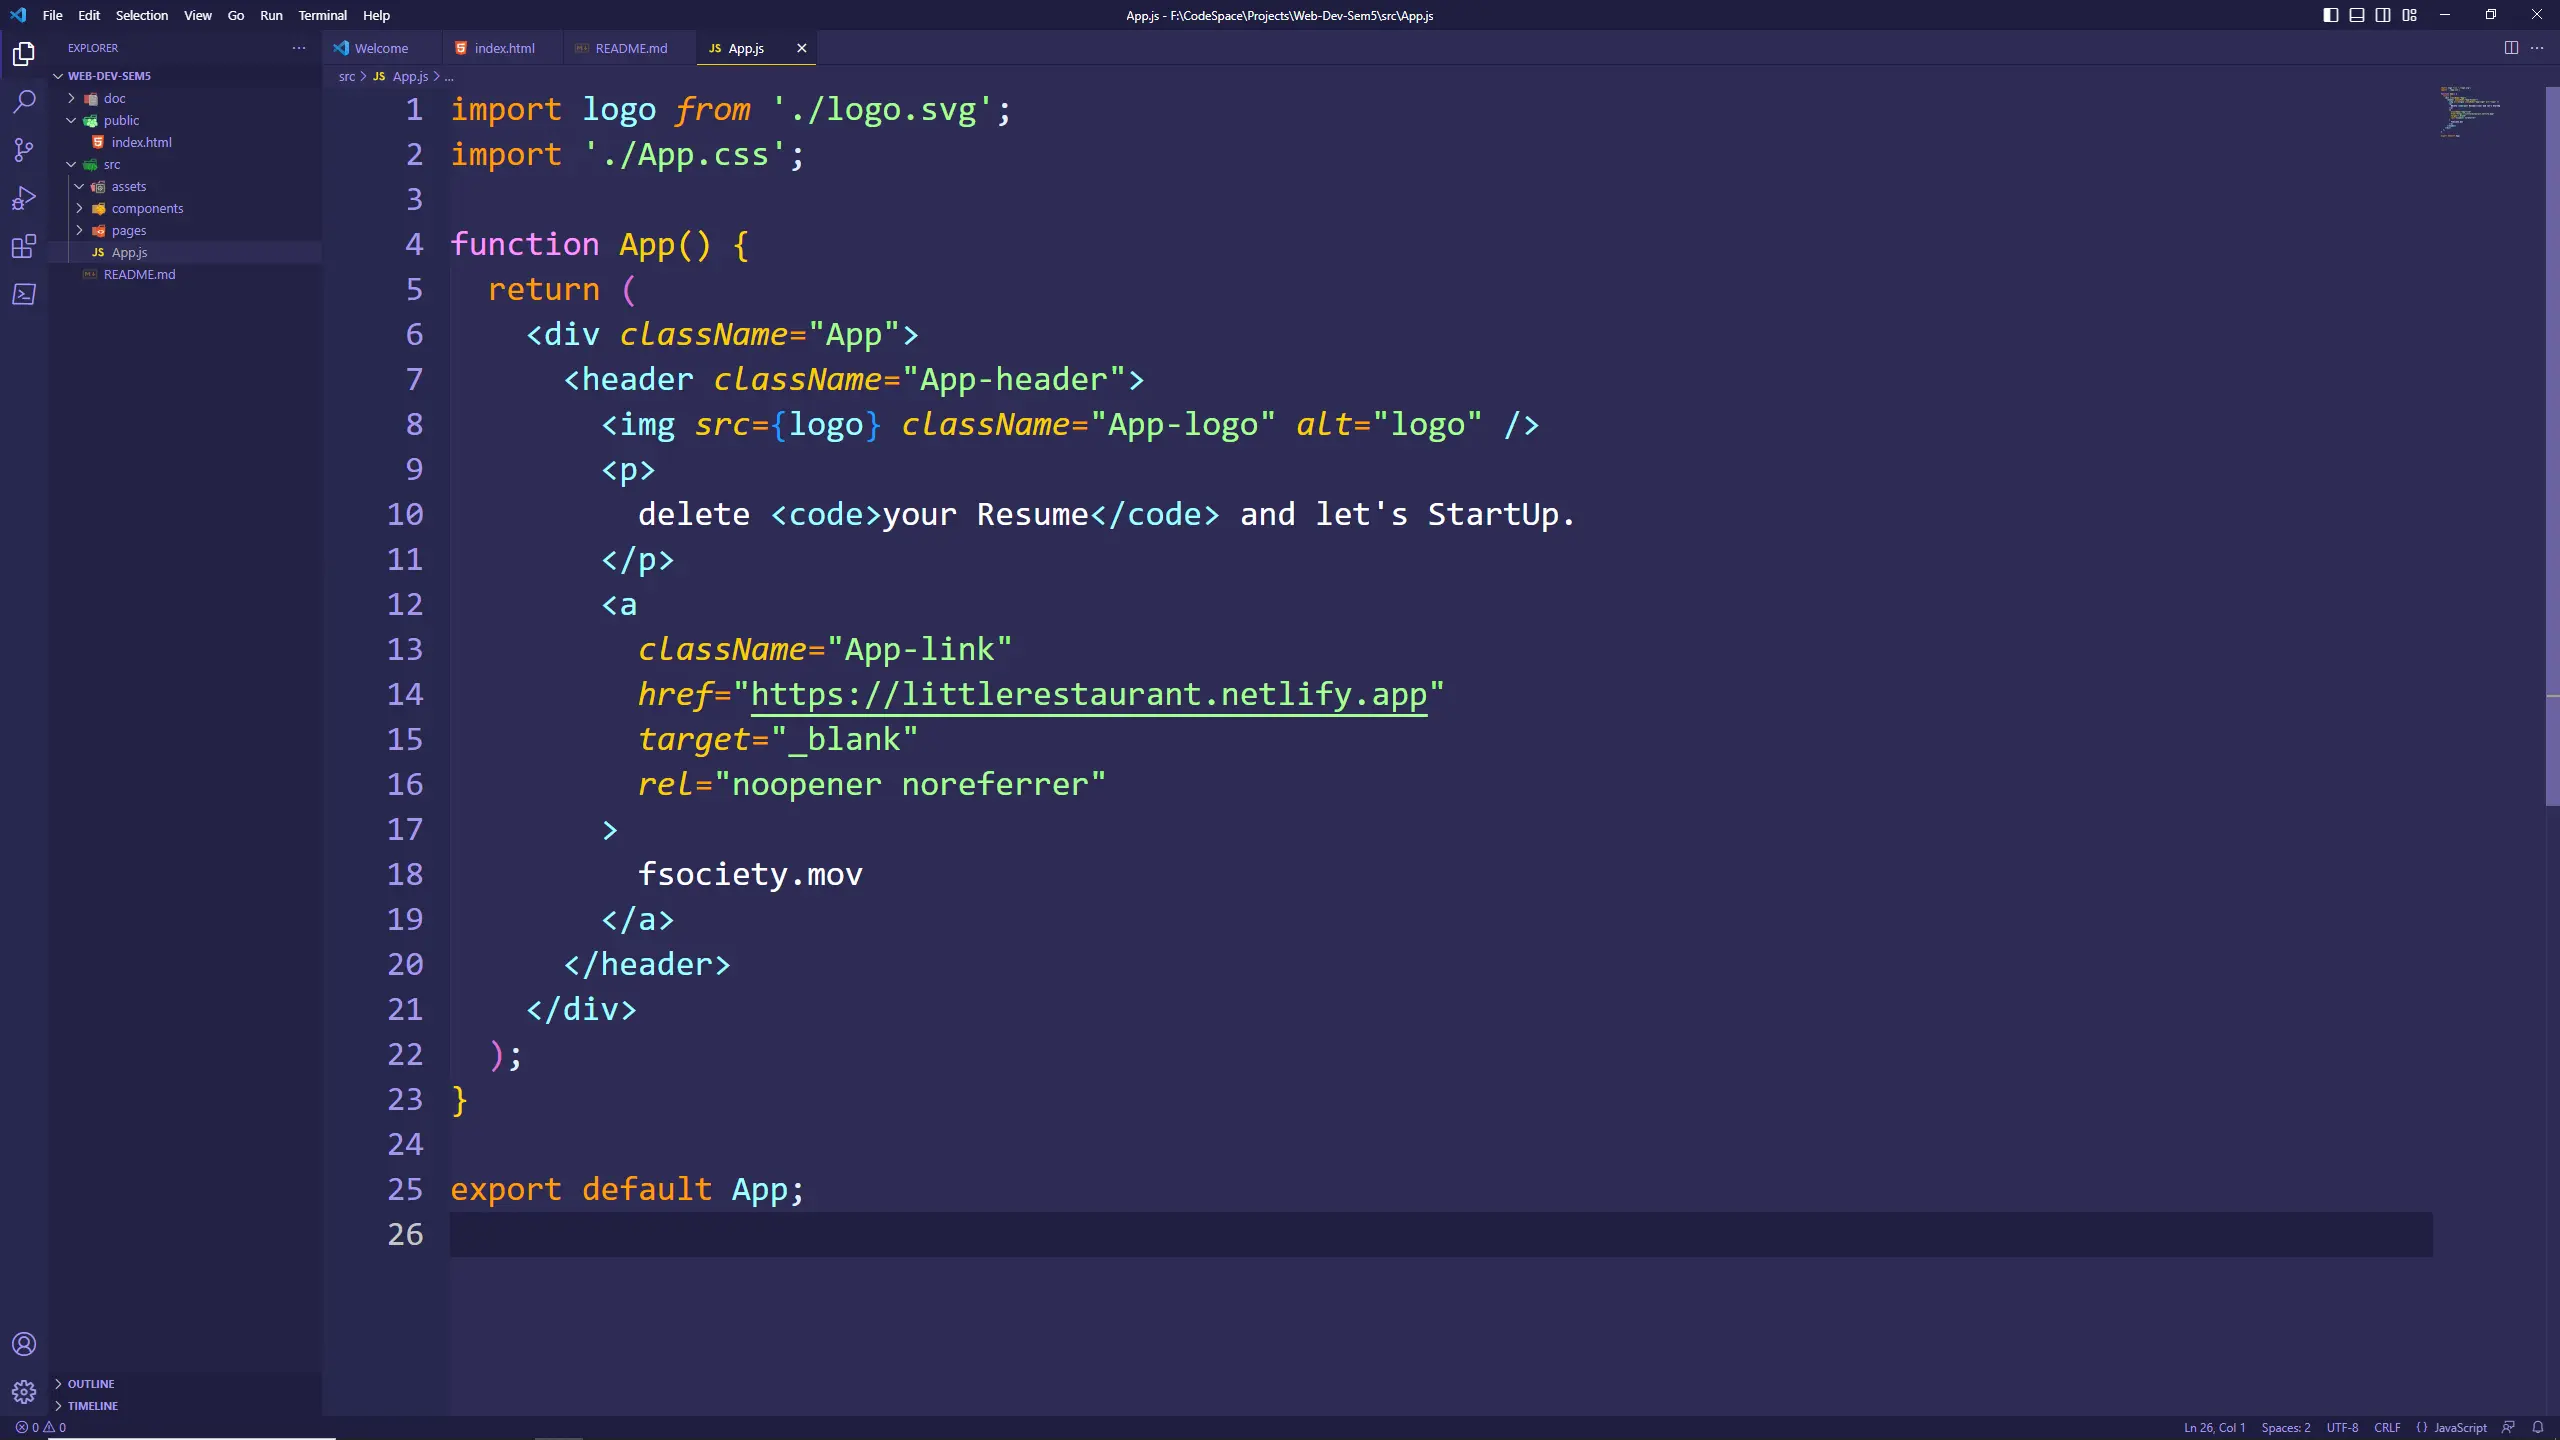 File Edit Selection View Go Run Terminal Help
App.js - F:\CodeSpace\Projects\Web-Dev-Sem5\src\App.js
EXPLORER
WEB-DEV-SEM5
doc
public
index.html
src
assets
components
pages
JS App.js
README.md
OUTLINE
TIMELINE
Welcome
index.html
README.md
JS App.js
src > JS App.js > ...
1 import logo from './logo.svg';
2 import './App.css';
3
4 function App() {
5 return (
6 <div className="App">
7 <header className="App-header">
8 <img src={logo} className="App-logo" alt="logo" />
9 <p>
10 delete <code>your Resume</code> and let's StartUp.
11 </p>
12 <a
13 className="App-link"
14 href="https://littlerestaurant.netlify.app"
15 target="_blank"
16 rel="noopener noreferrer"
17 >
18 fsociety.mov
19 </a>
20 </header>
21 </div>
22 );
23 }
24
25 export default App;
26
0 0
Ln 26, Col 1 Spaces: 2 UTF-8 CRLF {} JavaScript